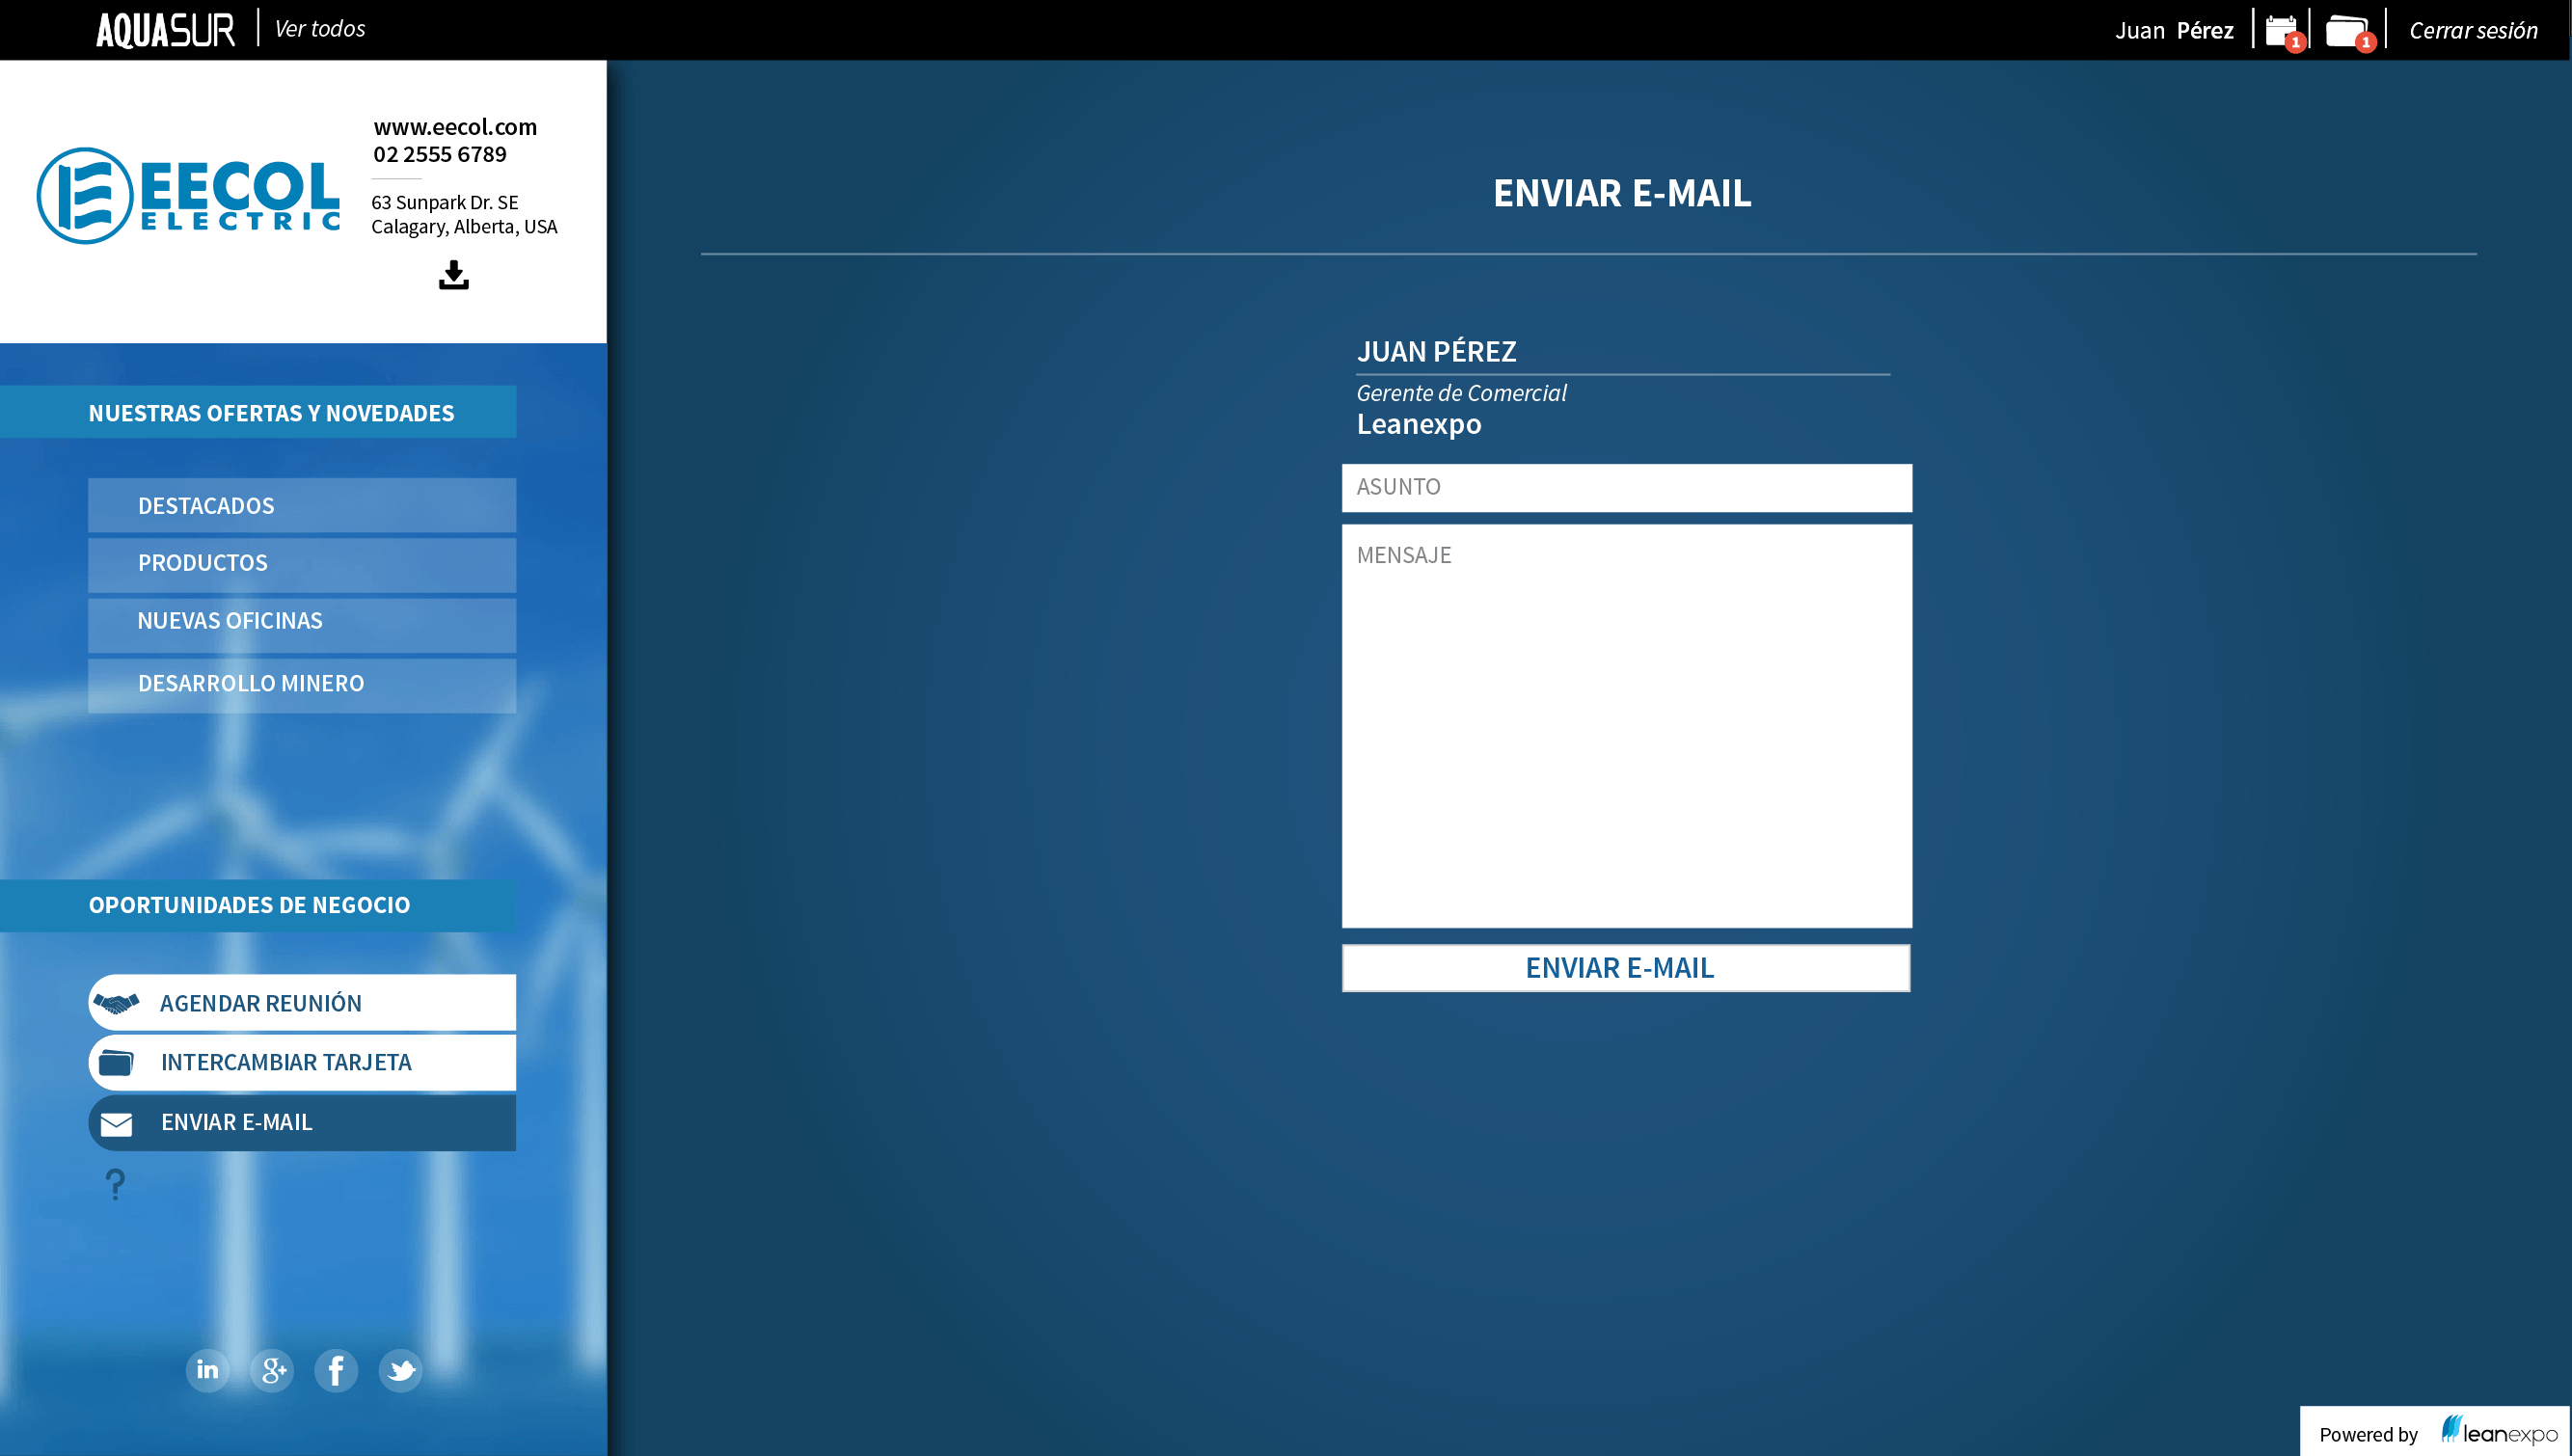 AQUASUR
Ver todos
Juan Pérez
1
1
Cerrar sesión
EECOL
ELECTRIC
www.eecol.com
02 2555 6789
63 Sunpark Dr. SE
Calagary, Alberta, USA
NUESTRAS OFERTAS Y NOVEDADES
DESTACADOS
PRODUCTOS
NUEVAS OFICINAS
DESARROLLO MINERO
OPORTUNIDADES DE NEGOCIO
AGENDAR REUNIÓN
INTERCAMBIAR TARJETA
ENVIAR E-MAIL
?
in
g+
f
ENVIAR E-MAIL
JUAN PÉREZ
Gerente de Comercial
Leanexpo
ASUNTO
MENSAJE
ENVIAR E-MAIL
Powered by leanexpo